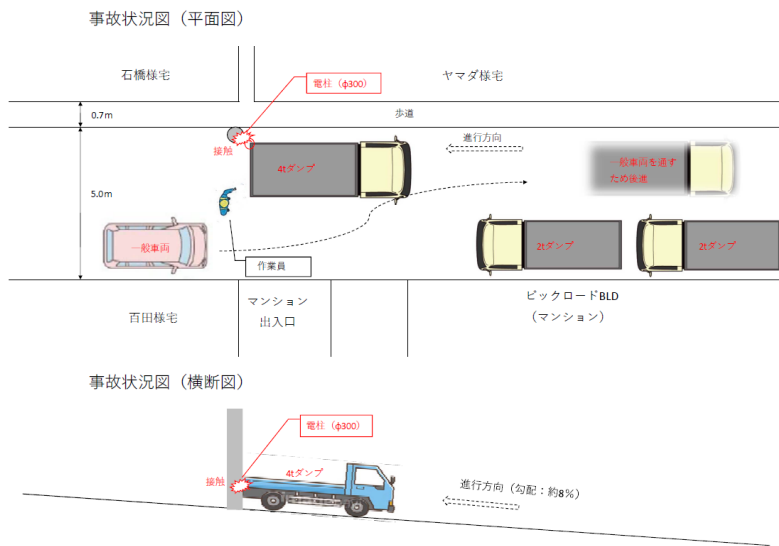 事故状況図（平面図）
石橋様宅
ヤマダ様宅
電柱（φ300）
0.7m
歩道
接触
進行方向
4tダンプ
一般車両を通す
ため後進
5.0m
一般車両
2tダンプ
2tダンプ
作業員
百田様宅
マンション
出入口
ビックロードBLD
（マンション）
事故状況図（横断図）
電柱（φ300）
4tダンプ
接触
進行方向（勾配：約8%）